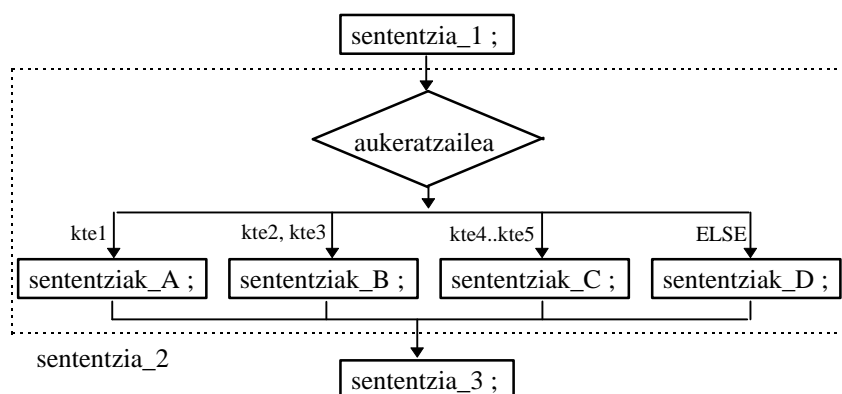 sententzia_1 ;
aukeratzailea
kte1
kte2, kte3
kte4..kte5
ELSE
sententziak_A ;
sententziak_B ;
sententziak_C ;
sententziak_D ;
sententzia_2
sententzia_3 ;